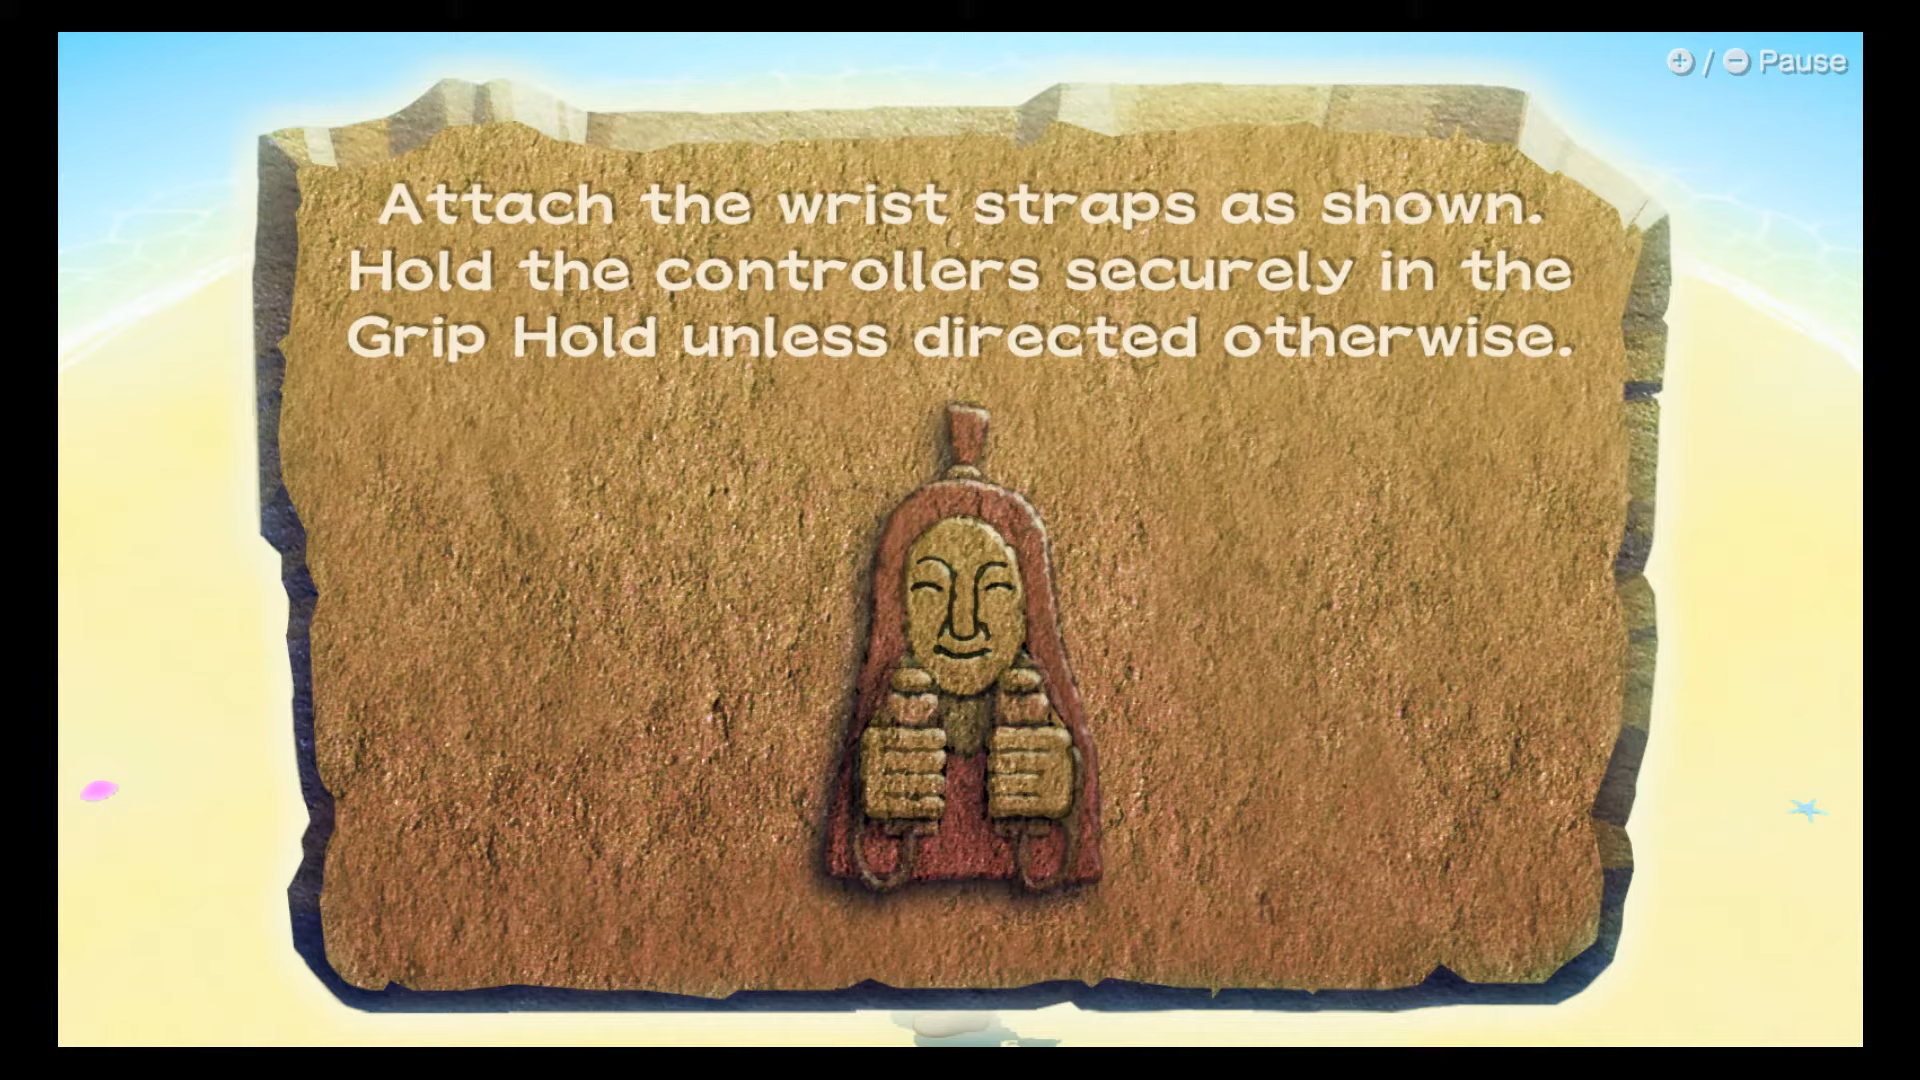 + / - Pause
Attach the wrist straps as shown.
Hold the controllers securely in the
Grip Hold unless directed otherwise.